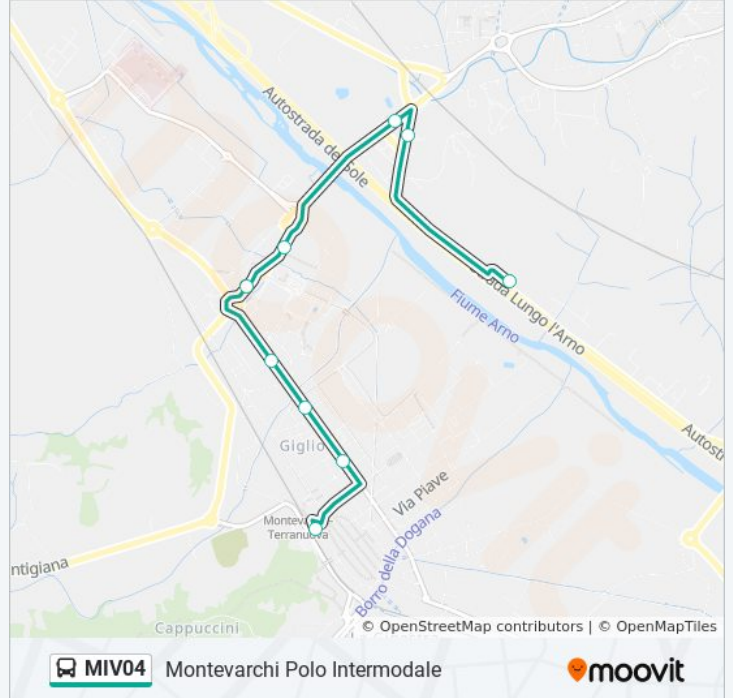 Autostrada del Sole
Strada Lungo l'Arno
Fiume Arno
Autostr
Giglio
Via Piave
Montevarchi-
Terranuova
Borro della Dogana
ntigiana
Cappuccini
© OpenStreetMap contributors | © OpenMapTiles
MIV04 Montevarchi Polo Intermodale
moovit